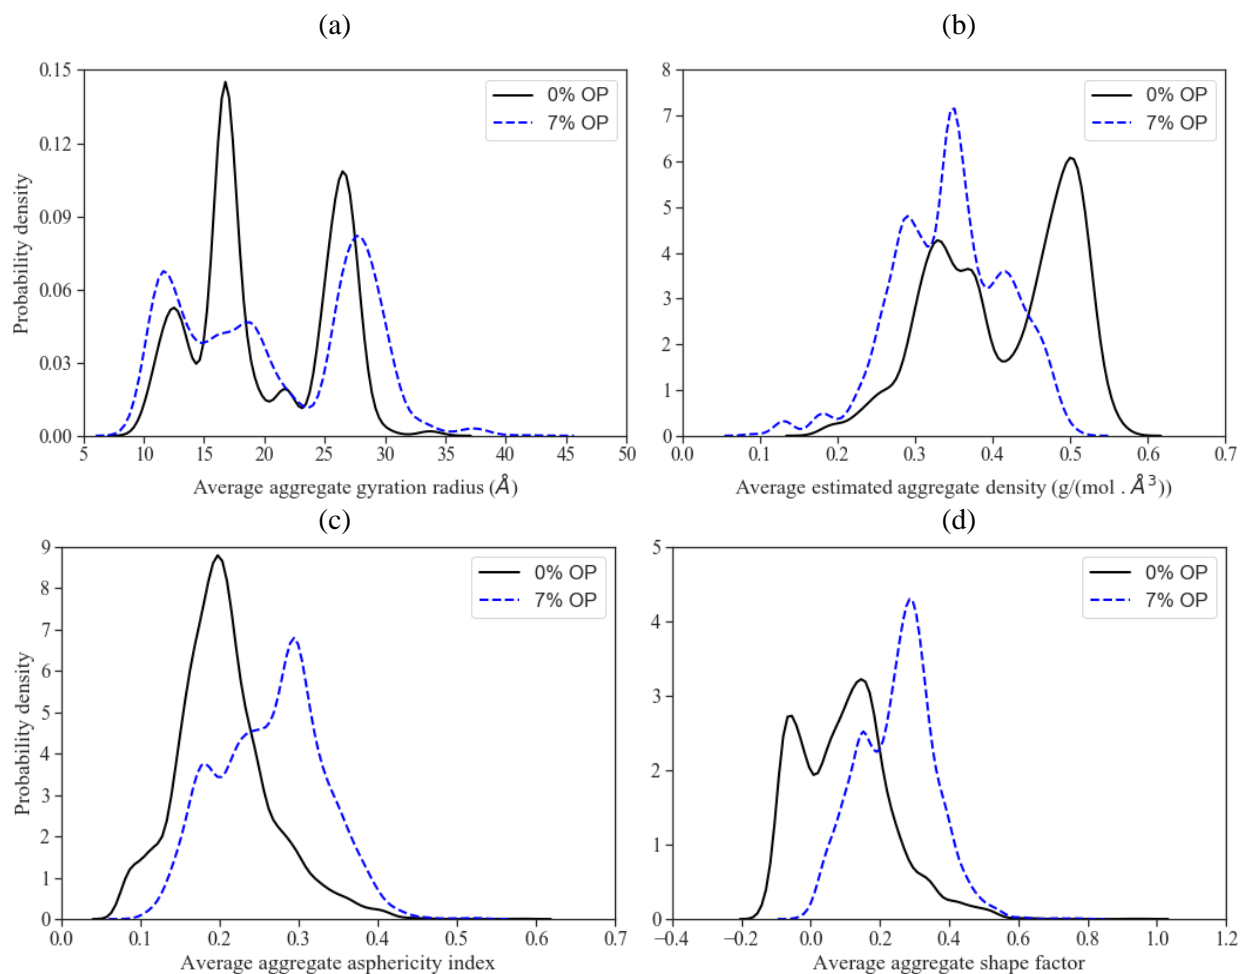 (a)
0.15
0.12
0.09
0.06
0.03
0.00
Probability density
0% OP
7% OP
5 10 15 20 25 30 35 40 45 50
Average aggregate gyration radius (Å)
(b)
8
7
6
5
4
3
2
1
0
0% OP
7% OP
0.0 0.1 0.2 0.3 0.4 0.5 0.6 0.7
Average estimated aggregate density (g/(mol . Å³))
(c)
9
8
7
6
5
4
3
2
1
0
Probability density
0% OP
7% OP
0.0 0.1 0.2 0.3 0.4 0.5 0.6 0.7
Average aggregate asphericity index
(d)
5
4
3
2
1
0
0% OP
7% OP
−0.4 −0.2 0.0 0.2 0.4 0.6 0.8 1.0 1.2
Average aggregate shape factor